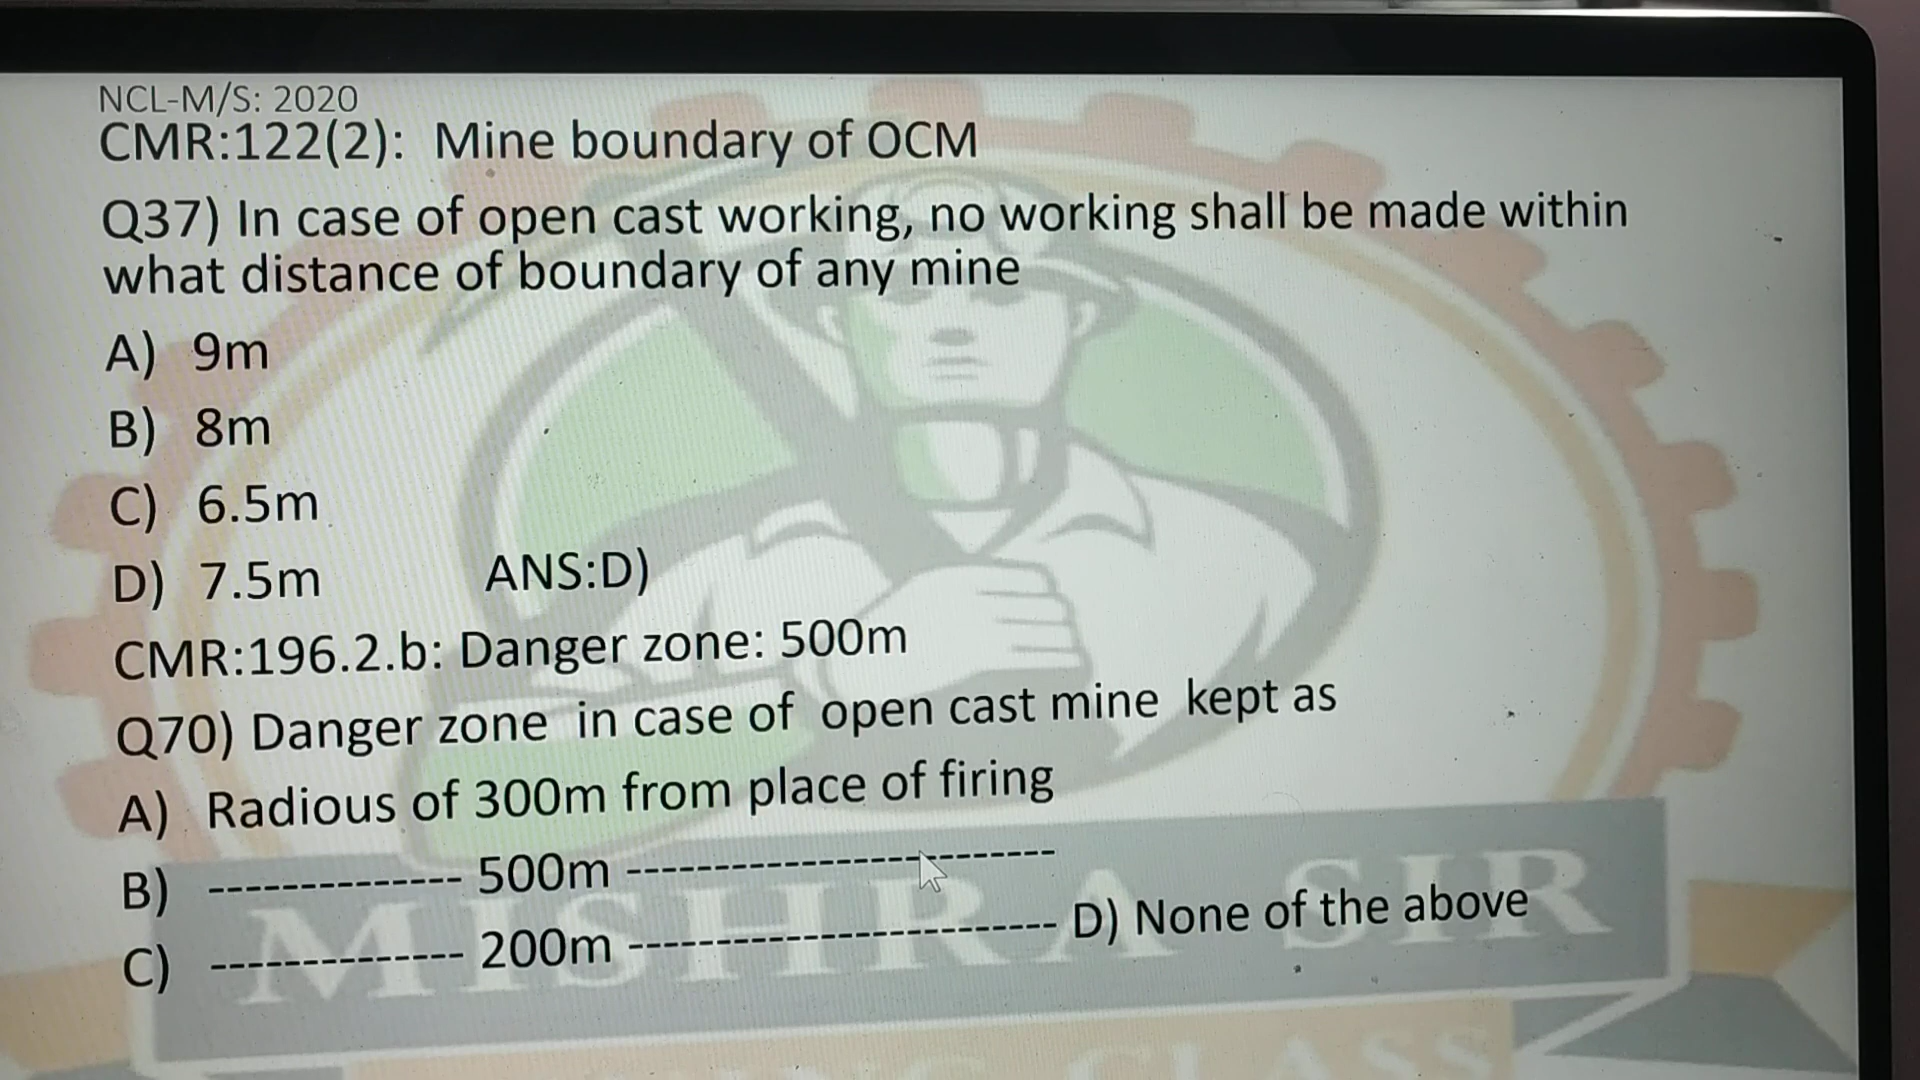 NCL-M/S: 2020
CMR:122(2): Mine boundary of OCM
Q37) In case of open cast working, no working shall be made within
what distance of boundary of any mine
A) 9m
B) 8m
C) 6.5m
D) 7.5m ANS:D)
CMR:196.2.b: Danger zone: 500m
Q70) Danger zone in case of open cast mine kept as
A) Radious of 300m from place of firing
B) -------------- 500m -------------------------
C) -------------- 200m ------------------------- D) None of the above
MISHRA SIR
CLASS